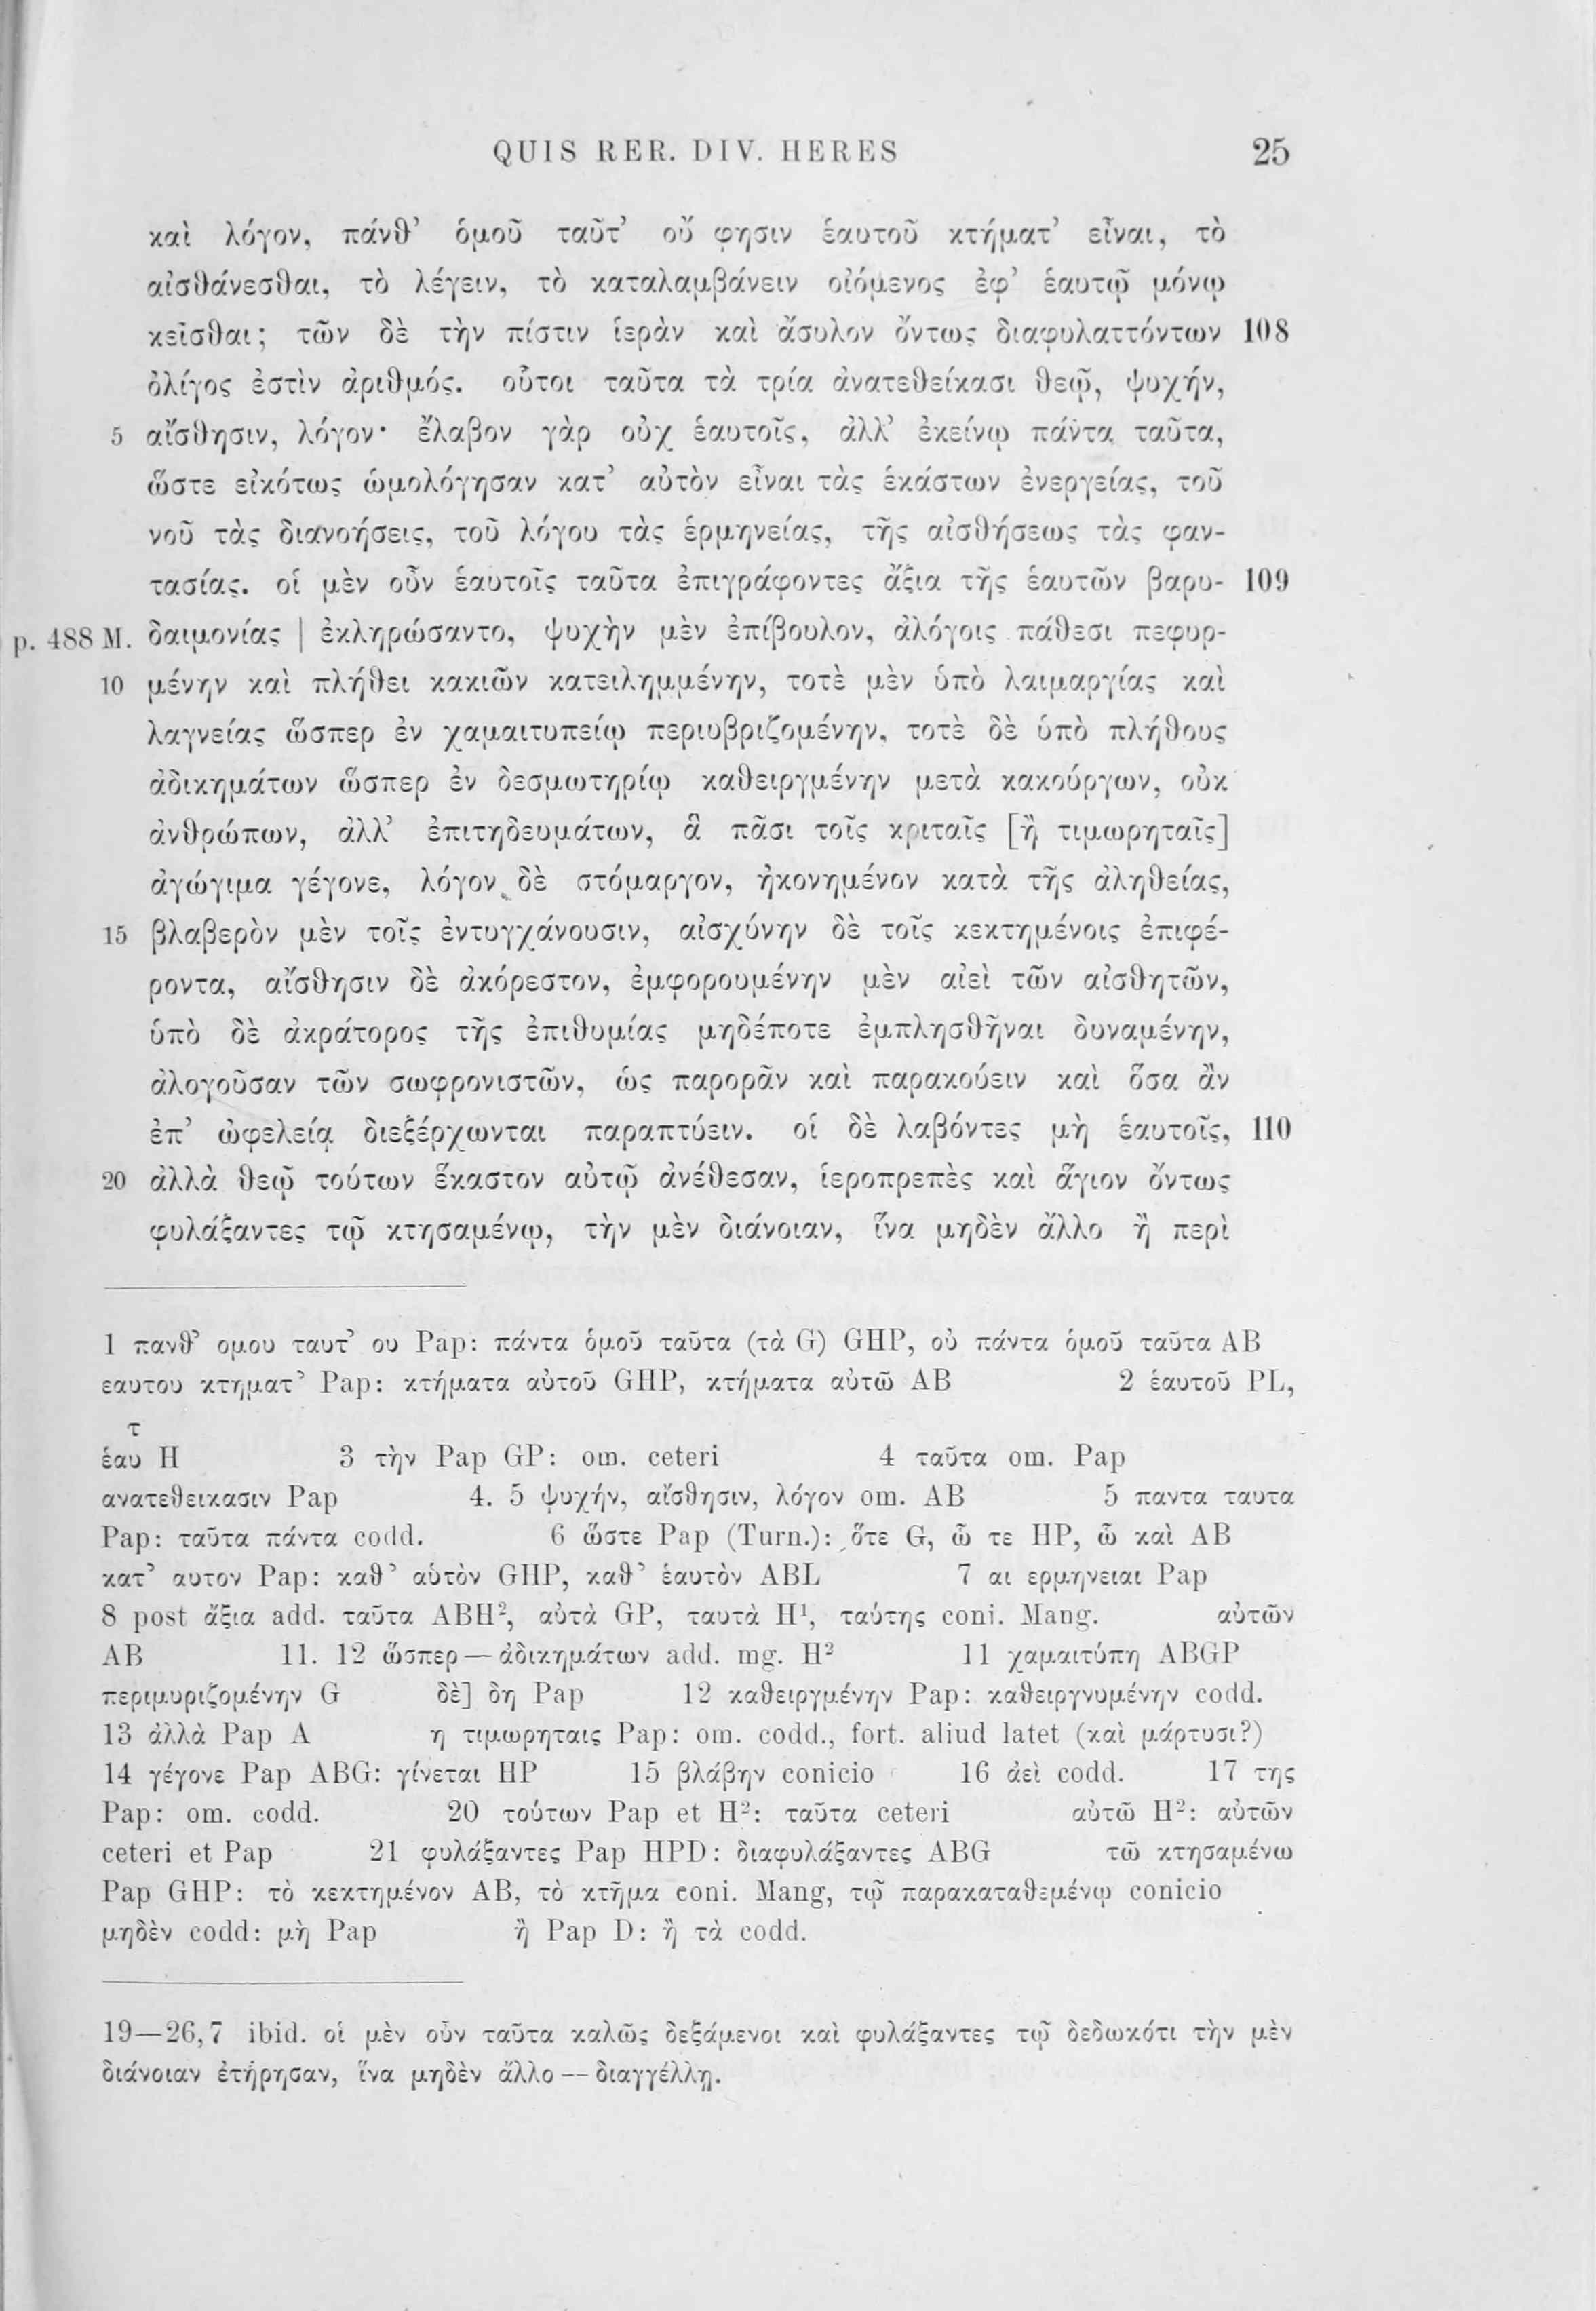 QUIS RER. DIV. HERES 25
καὶ λόγον, πάνθ’ ὁμοῦ ταῦτ’ οὔ φησιν ἑαυτοῦ κτήματ’ εἶναι, τὸ
αἰσθάνεσθαι, τὸ λέγειν, τὸ καταλαμβάνειν οἰόμενος ἐφ’ ἑαυτῷ μόνῳ
κεῖσθαι; τῶν δὲ τὴν πίστιν ἱερὰν καὶ ἄσυλον ὄντως διαφυλαττόντων 108
ὀλίγος ἐστὶν ἀριθμός. οὗτοι ταῦτα τὰ τρία ἀνατεθείκασι θεῷ, ψυχήν,
5 αἴσθησιν, λόγον· ἔλαβον γὰρ οὐχ ἑαυτοῖς, ἀλλ’ ἐκείνῳ πάντα ταῦτα,
ὥστε εἰκότως ὡμολόγησαν κατ’ αὐτὸν εἶναι τὰς ἑκάστων ἐνεργείας, τοῦ
νοῦ τὰς διανοήσεις, τοῦ λόγου τὰς ἑρμηνείας, τῆς αἰσθήσεως τὰς φαν-
τασίας. οἱ μὲν οὖν ἑαυτοῖς ταῦτα ἐπιγράφοντες ἄξια τῆς ἑαυτῶν βαρυ- 109
p. 488 M. δαιμονίας | ἐκληρώσαντο, ψυχὴν μὲν ἐπίβουλον, ἀλόγοις πάθεσι πεφυρ-
10 μένην καὶ πλήθει κακιῶν κατειλημμένην, τοτὲ μὲν ὑπὸ λαιμαργίας καὶ
λαγνείας ὥσπερ ἐν χαμαιτυπείῳ περιυβριζομένην, τοτὲ δὲ ὑπὸ πλήθους
ἀδικημάτων ὥσπερ ἐν δεσμωτηρίῳ καθειργμένην μετὰ κακούργων, οὐκ
ἀνθρώπων, ἀλλ’ ἐπιτηδευμάτων, ἃ πᾶσι τοῖς κριταῖς [ἢ τιμωρηταῖς]
ἀγώγιμα γέγονε, λόγον δὲ στόμαργον, ἠκονημένον κατὰ τῆς ἀληθείας,
15 βλαβερὸν μὲν τοῖς ἐντυγχάνουσιν, αἰσχύνην δὲ τοῖς κεκτημένοις ἐπιφέ-
ροντα, αἴσθησιν δὲ ἀκόρεστον, ἐμφορουμένην μὲν αἰεὶ τῶν αἰσθητῶν,
ὑπὸ δὲ ἀκράτορος τῆς ἐπιθυμίας μηδέποτε ἐμπλησθῆναι δυναμένην,
ἀλογοῦσαν τῶν σωφρονιστῶν, ὡς παρορᾶν καὶ παρακούειν καὶ ὅσα ἂν
ἐπ’ ὠφελείᾳ διεξέρχωνται παραπτύειν. οἱ δὲ λαβόντες μὴ ἑαυτοῖς, 110
20 ἀλλὰ θεῷ τούτων ἕκαστον αὐτῷ ἀνέθεσαν, ἱεροπρεπὲς καὶ ἅγιον ὄντως
φυλάξαντες τῷ κτησαμένῳ, τὴν μὲν διάνοιαν, ἵνα μηδὲν ἄλλο ἢ περὶ
1 πανθ’ ομου ταυτ’ ου Pap: πάντα ὁμοῦ ταῦτα (τὰ G) GHP, οὐ πάντα ὁμοῦ ταῦτα AB
εαυτου κτηματ’ Pap: κτήματα αὐτοῦ GHP, κτήματα αὐτῶ AB 2 ἑαυτοῦ PL,
τ
ἑαυ H 3 τὴν Pap GP: om. ceteri 4 ταῦτα om. Pap
ανατεθεικασιν Pap 4. 5 ψυχήν, αἴσθησιν, λόγον om. AB 5 παντα ταυτα
Pap: ταῦτα πάντα codd. 6 ὥστε Pap (Turn.): ὅτε G, ὧ τε HP, ὧ καὶ AB
κατ’ αυτον Pap: καθ’ αὑτὸν GHP, καθ’ ἑαυτὸν ABL 7 αι ερμηνειαι Pap
8 post ἄξια add. ταῦτα ABH², αὐτὰ GP, ταυτὰ H¹, ταύτης coni. Mang. αὐτῶν
AB 11. 12 ὥσπερ — ἀδικημάτων add. mg. H² 11 χαμαιτύπη ABGP
περιμυριζομένην G δὲ] δη Pap 12 καθειργμένην Pap: καθειργνυμένην codd.
13 ἀλλὰ Pap A η τιμωρηταις Pap: om. codd., fort. aliud latet (καὶ μάρτυσι?)
14 γέγονε Pap ABG: γίνεται HP 15 βλάβην conicio 16 ἀεὶ codd. 17 της
Pap: om. codd. 20 τούτων Pap et H²: ταῦτα ceteri αὐτῶ H²: αὐτῶν
ceteri et Pap 21 φυλάξαντες Pap HPD: διαφυλάξαντες ABG τῶ κτησαμένω
Pap GHP: τὸ κεκτημένον AB, τὸ κτῆμα coni. Mang, τῷ παρακαταθεμένῳ conicio
μηδὲν codd: μὴ Pap ἢ Pap D: ἢ τὰ codd.
19—26,7 ibid. οἱ μὲν οὖν ταῦτα καλῶς δεξάμενοι καὶ φυλάξαντες τῷ δεδωκότι τὴν μὲν
διάνοιαν ἐτήρησαν, ἵνα μηδὲν ἄλλο — διαγγέλλῃ.